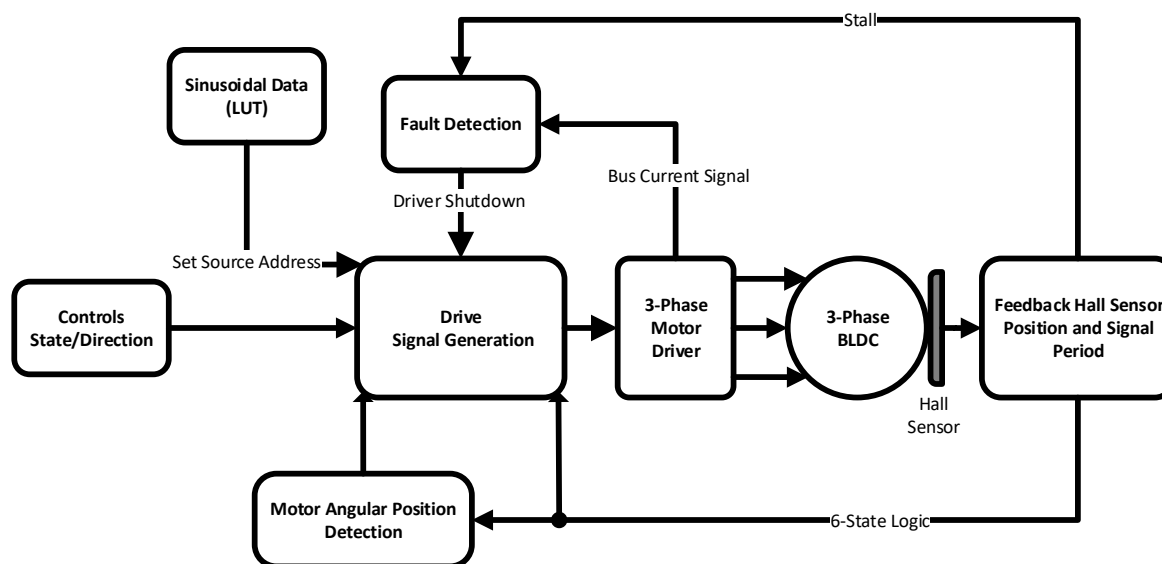 Stall
Sinusoidal Data
(LUT)
Fault Detection
Bus Current Signal
Driver Shutdown
Set Source Address
Controls
State/Direction
Drive
Signal Generation
3-Phase
Motor
Driver
3-Phase
BLDC
Feedback Hall Sensor
Position and Signal
Period
Hall
Sensor
Motor Angular Position
Detection
6-State Logic